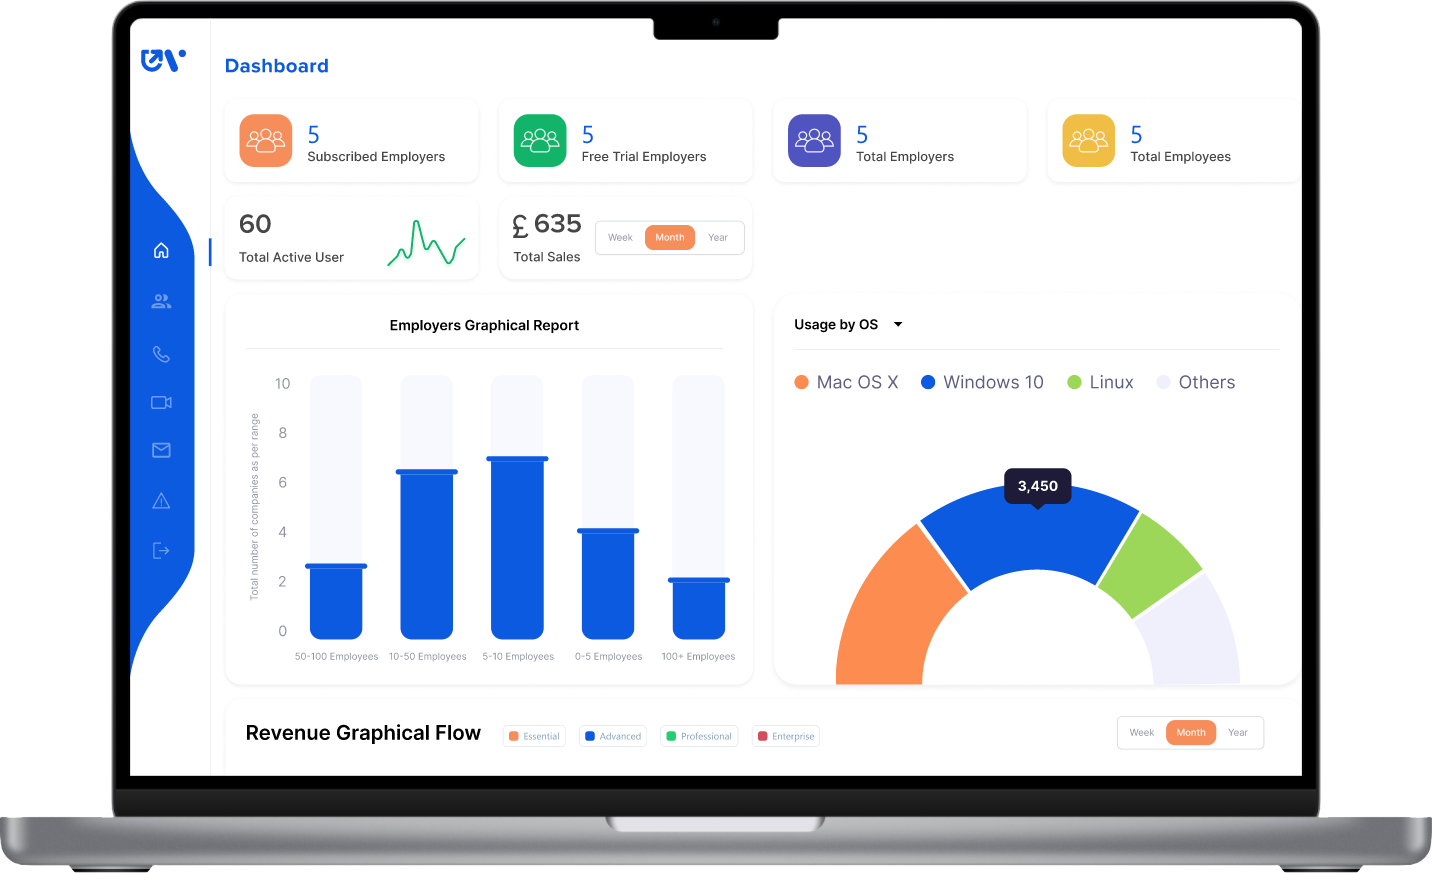 Dashboard
5
Subscribed Employers
5
Free Trial Employers
5
Total Employers
5
Total Employees
60
Total Active User
£ 635
Total Sales
Week Month Year
Employers Graphical Report
Total number of companies as per range
10
8
6
4
2
0
50-100 Employees 10-50 Employees 5-10 Employees 0-5 Employees 100+ Employees
Usage by OS
Mac OS X Windows 10 Linux Others
3,450
Revenue Graphical Flow
Essential Advanced Professional Enterprise
Week Month Year